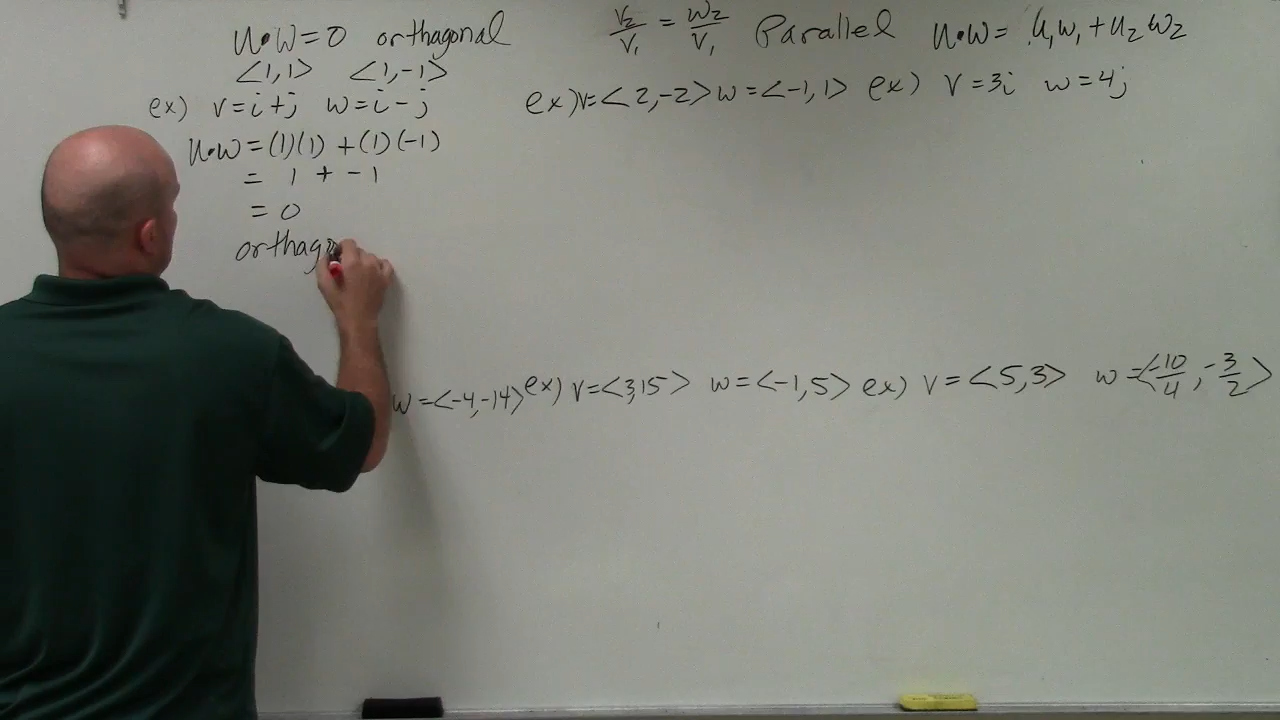 u•w=0 orthagonal
<1,1> <1,-1>
ex) v=i+j w=i-j
u•w=(1)(1)+(1)(-1)
= 1 + -1
= 0
orthag
v₂/v₁ = w₂/v₁ Parallel u•w= u₁w₁+u₂w₂
ex) v=<2,-2> w=<-1,1> ex) v=3i w=4j
w=<-4,-14> ex) v=<3,15> w=<-1,5> ex) v=<5,3> w=<-10/4,-3/2>